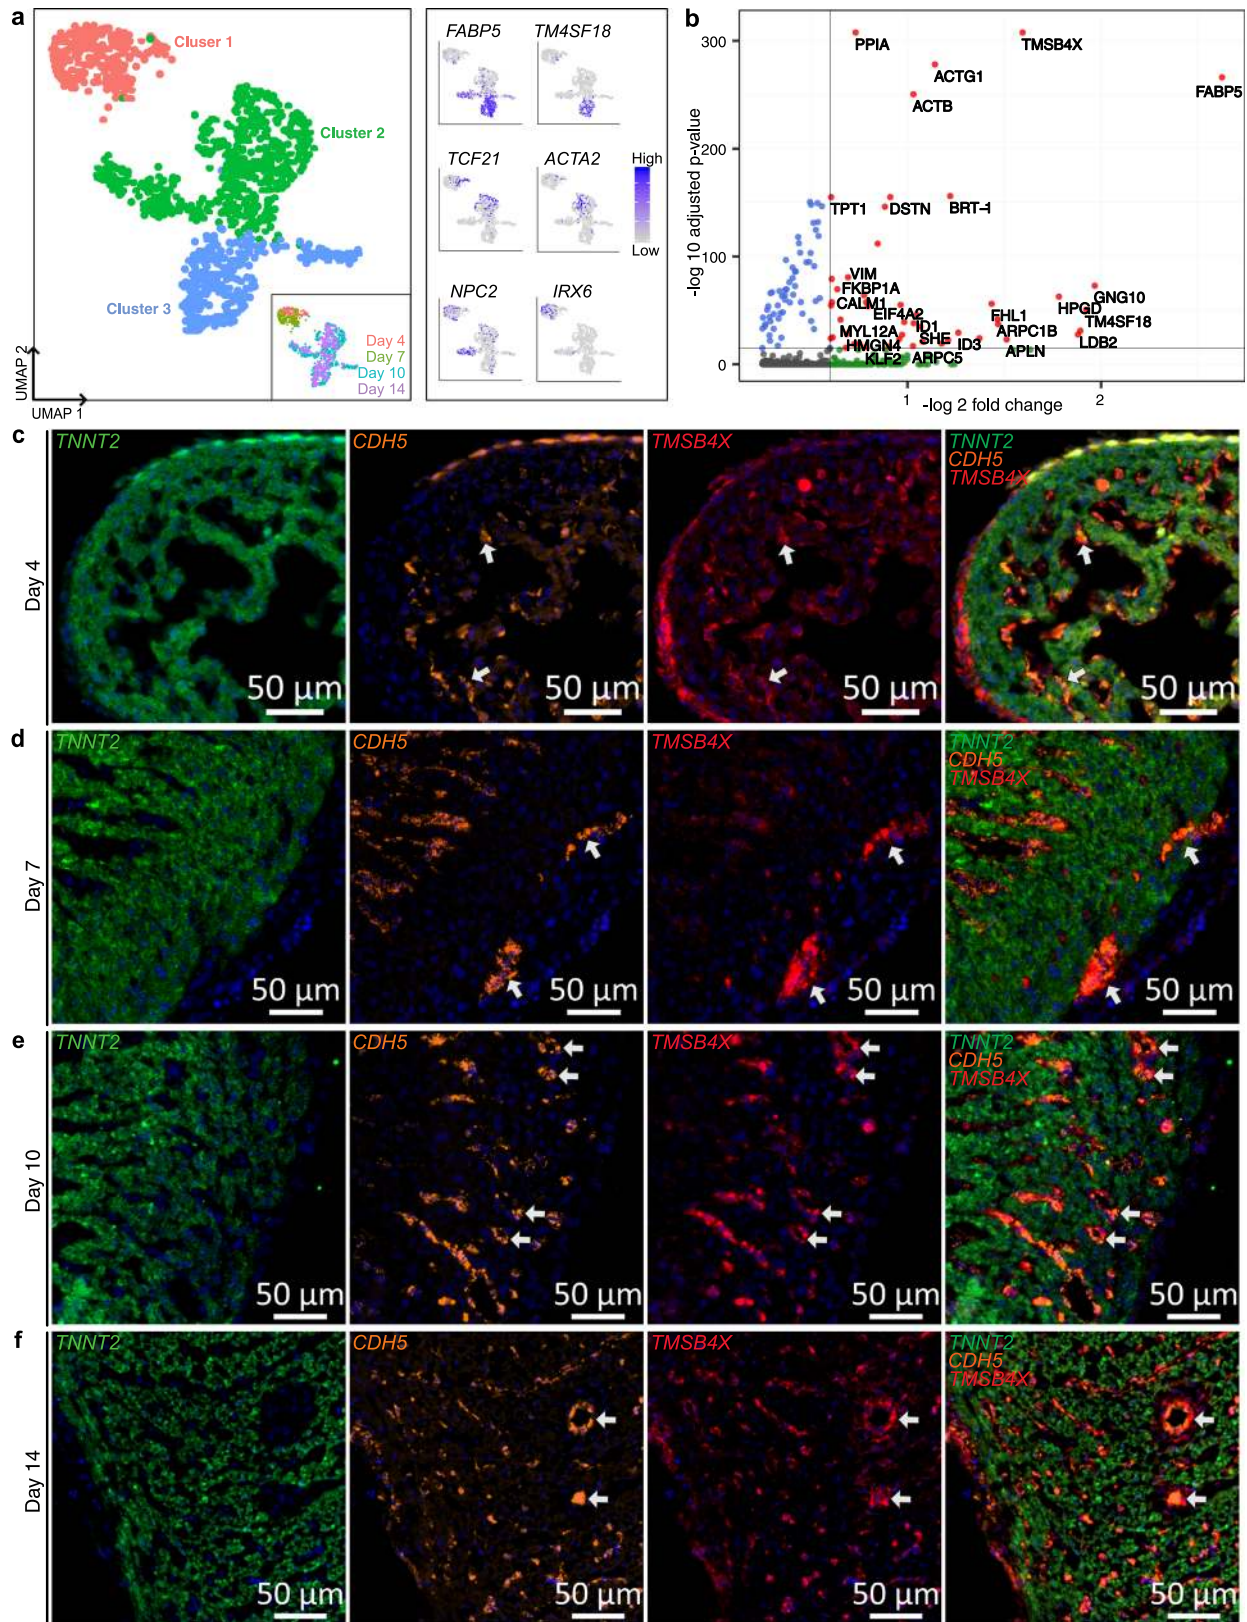 a
Cluser 1
Cluster 2
Cluster 3
Day 4
Day 7
Day 10
Day 14
UMAP 2
UMAP 1
FABP5
TM4SF18
TCF21
ACTA2
High
Low
NPC2
IRX6
b
-log 10 adjusted p-value
300
200
100
0
PPIA
TMSB4X
ACTG1
ACTB
FABP5
TPT1
DSTN
BRT-1
VIM
FKBP1A
CALM1
EIF4A2
MYL12A
ID1
HMGN4
SHE
ID3
KLF2
ARPC5
FHL1
HPGD
GNG10
ARPC1B
TM4SF18
APLN
LDB2
1
2
-log 2 fold change
c
Day 4
TNNT2
50 µm
CDH5
50 µm
TMSB4X
50 µm
TNNT2
CDH5
TMSB4X
50 µm
d
Day 7
TNNT2
50 µm
CDH5
50 µm
TMSB4X
50 µm
TNNT2
CDH5
TMSB4X
50 µm
e
Day 10
TNNT2
50 µm
CDH5
50 µm
TMSB4X
50 µm
TNNT2
CDH5
TMSB4X
50 µm
f
Day 14
TNNT2
50 µm
CDH5
50 µm
TMSB4X
50 µm
TNNT2
CDH5
TMSB4X
50 µm